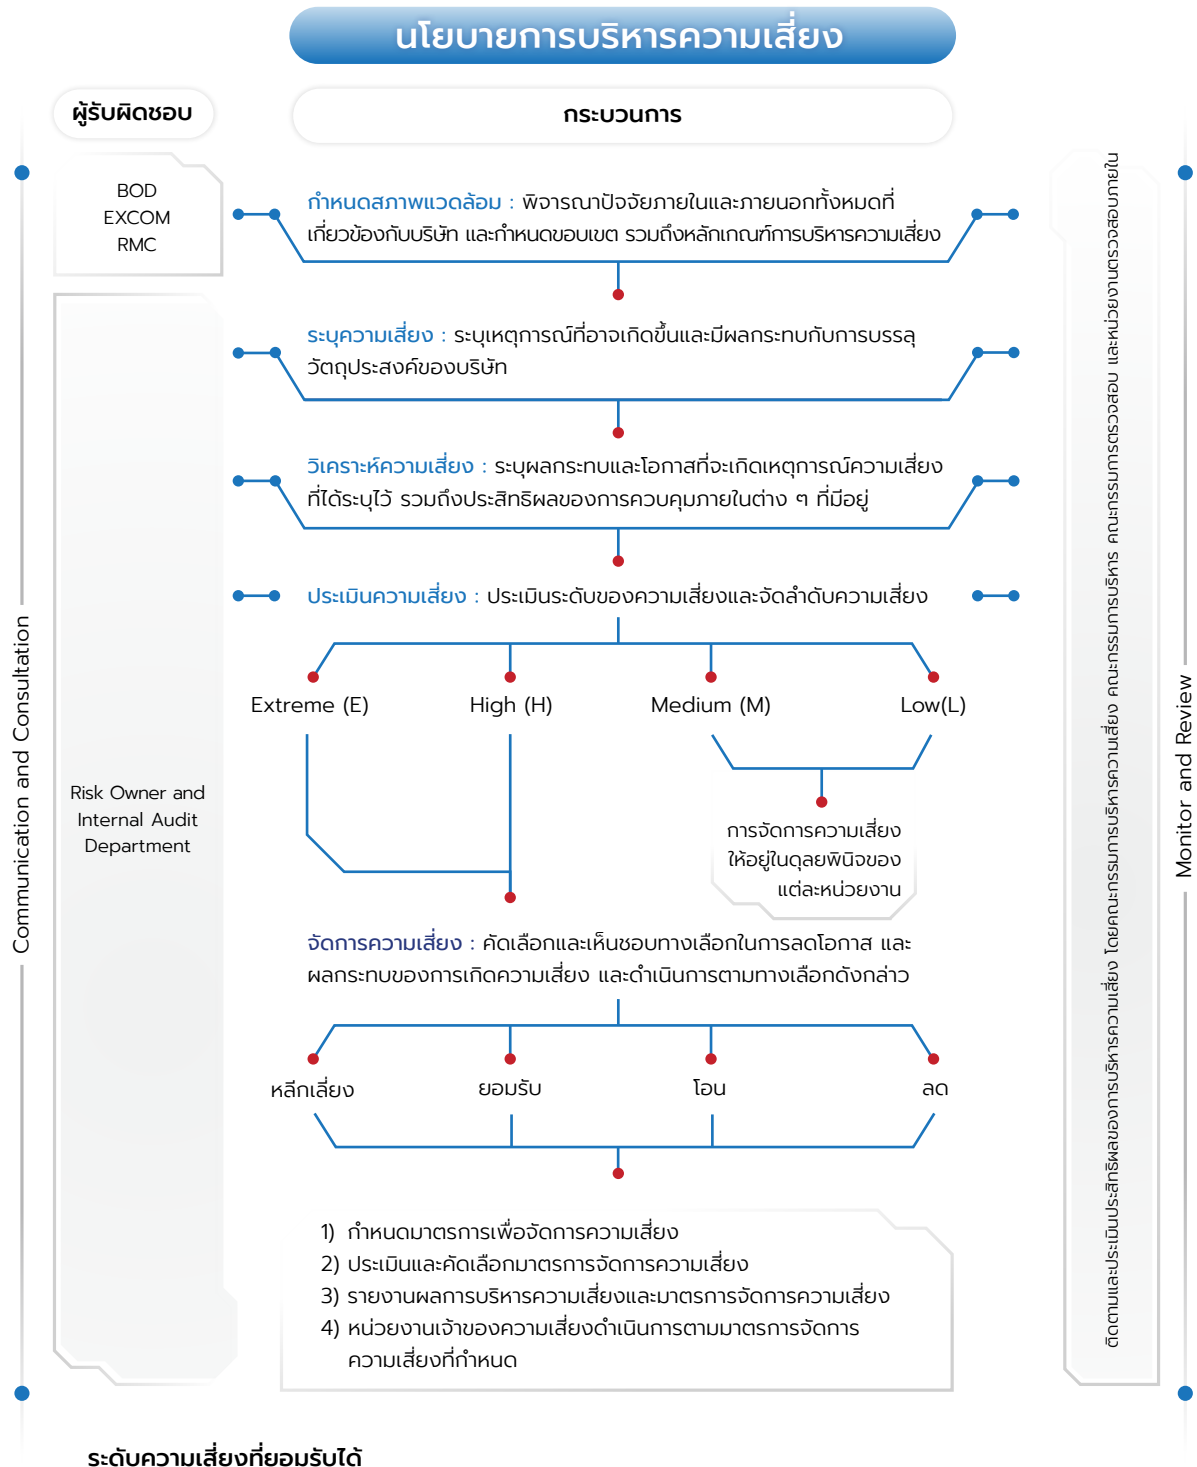 นโยบายการบริหารความเสี่ยง
ผู้รับผิดชอบ
กระบวนการ
BOD
EXCOM
RMC
กำหนดสภาพแวดล้อม : พิจารณาปัจจัยภายในและภายนอกทั้งหมดที่
เกี่ยวข้องกับบริษัท และกำหนดขอบเขต รวมถึงหลักเกณฑ์การบริหารความเสี่ยง
ระบุความเสี่ยง : ระบุเหตุการณ์ที่อาจเกิดขึ้นและมีผลกระทบกับการบรรลุ
วัตถุประสงค์ของบริษัท
วิเคราะห์ความเสี่ยง : ระบุผลกระทบและโอกาสที่จะเกิดเหตุการณ์ความเสี่ยง
ที่ได้ระบุไว้ รวมถึงประสิทธิผลของการควบคุมภายในต่าง ๆ ที่มีอยู่
ประเมินความเสี่ยง : ประเมินระดับของความเสี่ยงและจัดลำดับความเสี่ยง
Extreme (E)
High (H)
Medium (M)
Low(L)
Communication and Consultation
Risk Owner and
Internal Audit
Department
การจัดการความเสี่ยง
ให้อยู่ในดุลยพินิจของ
แต่ละหน่วยงาน
จัดการความเสี่ยง : คัดเลือกและเห็นชอบทางเลือกในการลดโอกาส และ
ผลกระทบของการเกิดความเสี่ยง และดำเนินการตามทางเลือกดังกล่าว
หลีกเลี่ยง
ยอมรับ
โอน
ลด
1) กำหนดมาตรการเพื่อจัดการความเสี่ยง
2) ประเมินและคัดเลือกมาตรการจัดการความเสี่ยง
3) รายงานผลการบริหารความเสี่ยงและมาตรการจัดการความเสี่ยง
4) หน่วยงานเจ้าของความเสี่ยงดำเนินการตามมาตรการจัดการ
ความเสี่ยงที่กำหนด
ติดตามและประเมินประสิทธิผลของการบริหารความเสี่ยง โดยคณะกรรมการบริหารความเสี่ยง คณะกรรมการบริหาร คณะกรรมการตรวจสอบ และหน่วยงานตรวจสอบภายใน
Monitor and Review
ระดับความเสี่ยงที่ยอมรับได้